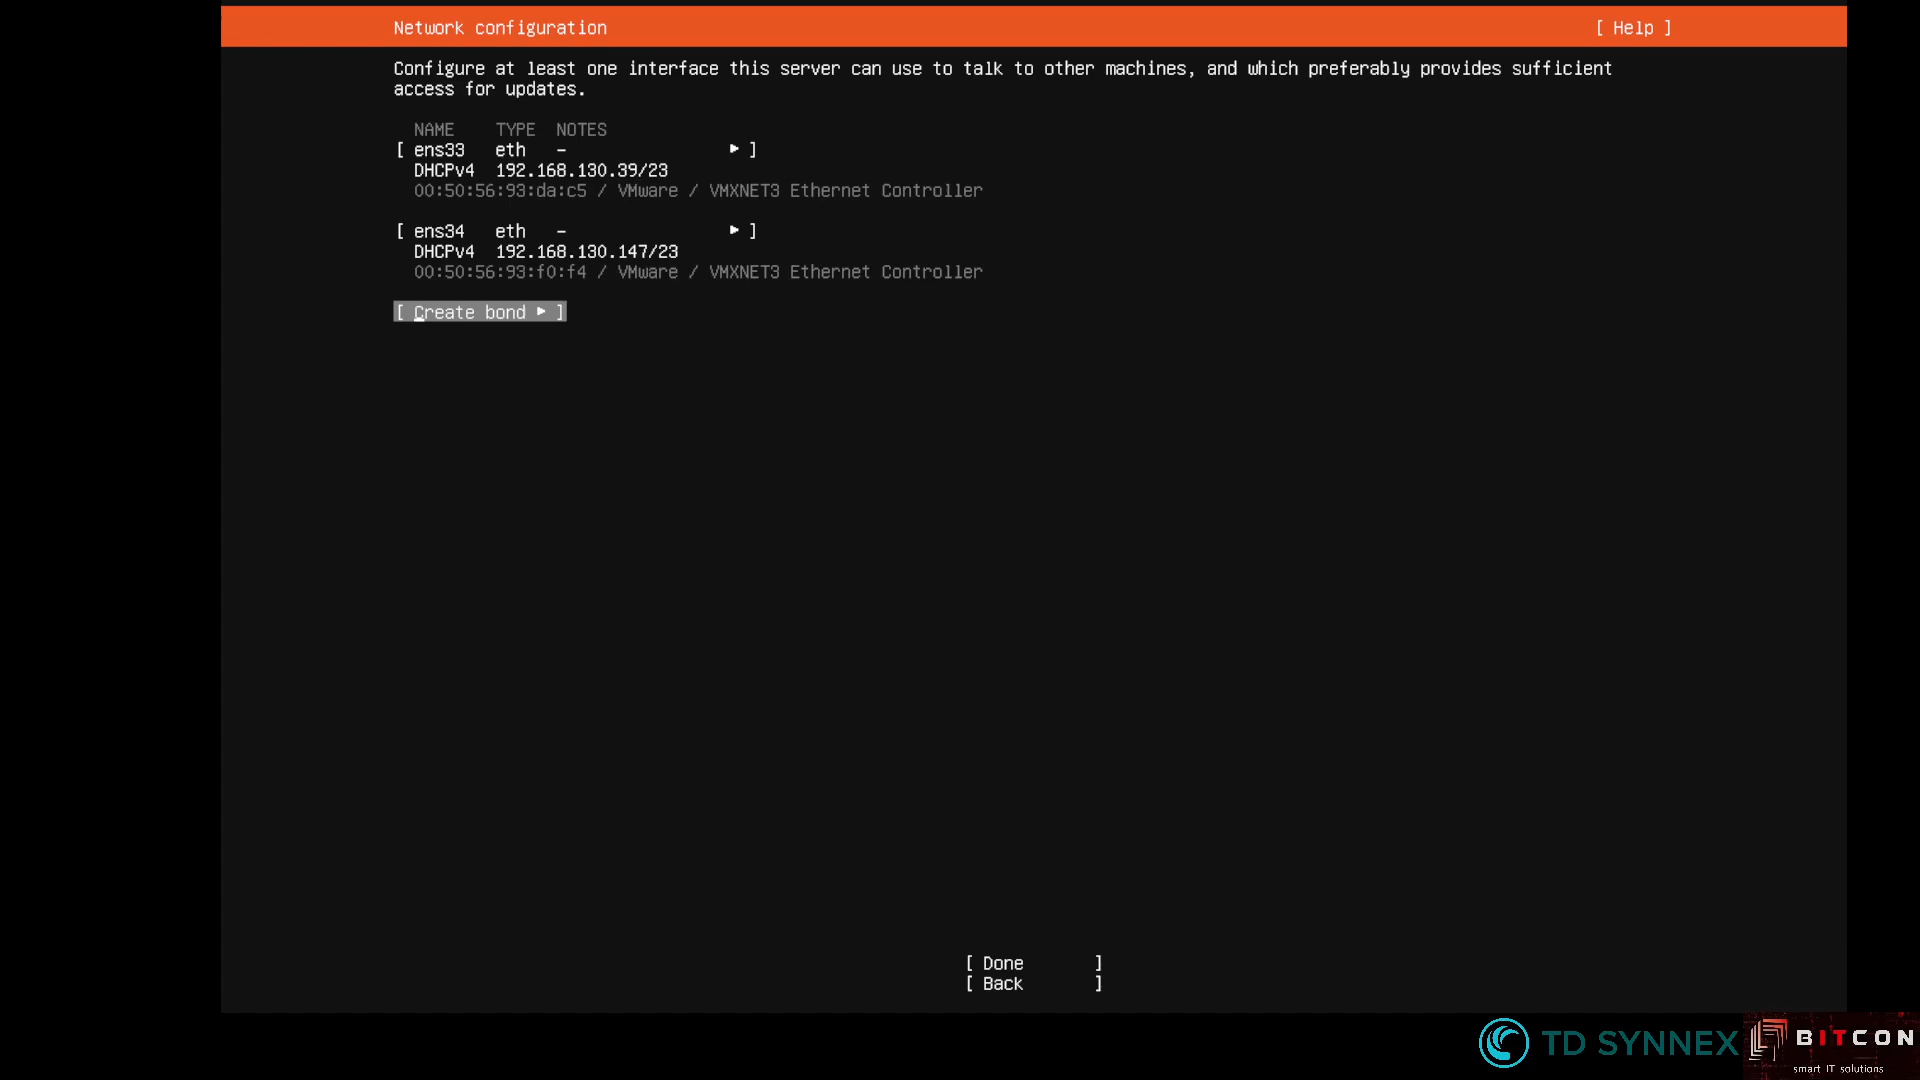 Network configuration [ Help ]
Configure at least one interface this server can use to talk to other machines, and which preferably provides sufficient
access for updates.
NAME TYPE NOTES
[ ens33 eth – ▸ ]
DHCPv4 192.168.130.39/23
00:50:56:93:da:c5 / VMware / VMXNET3 Ethernet Controller
[ ens34 eth – ▸ ]
DHCPv4 192.168.130.147/23
00:50:56:93:f0:f4 / VMware / VMXNET3 Ethernet Controller
[ Create bond ▸ ]
[ Done ]
[ Back ]
TD SYNNEX
BITCON
smart IT solutions